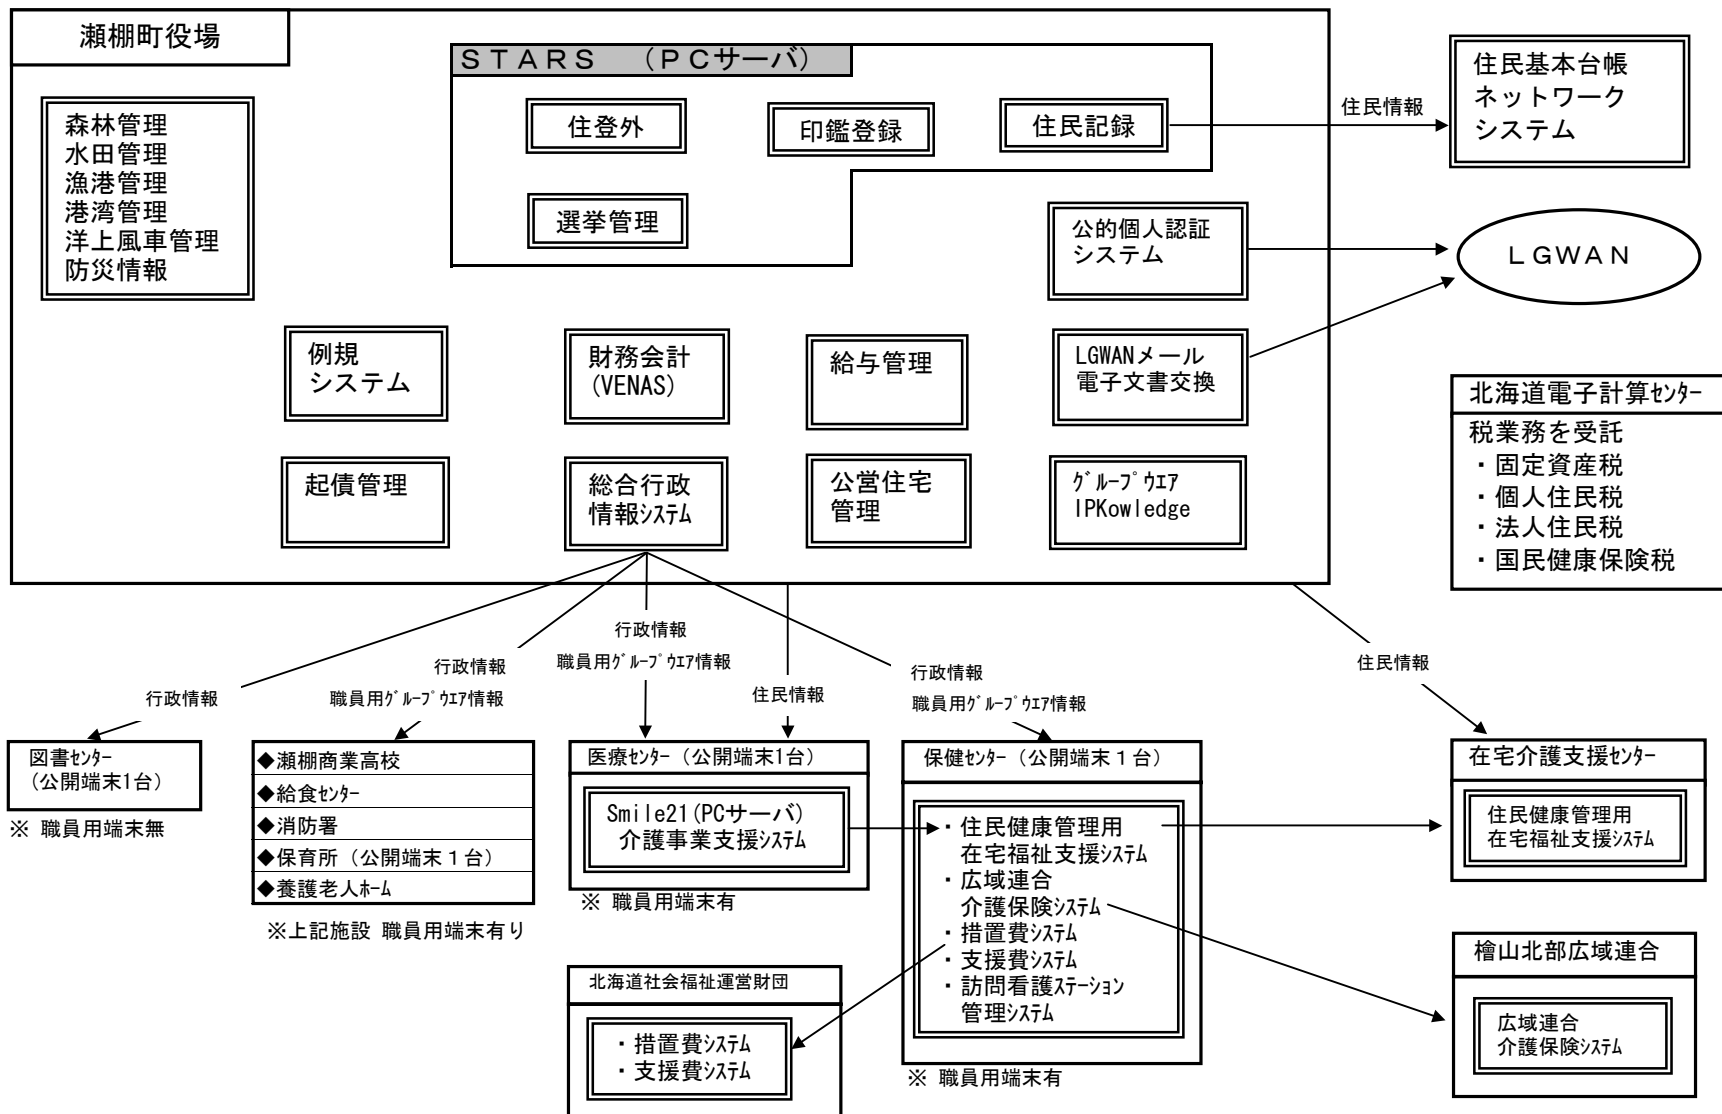 瀬棚町役場
ＳＴＡＲＳ　（ＰＣサーバ）
住登外
印鑑登録
住民記録
選挙管理
住民情報
住民基本台帳
ネットワーク
システム
森林管理
水田管理
漁港管理
港湾管理
洋上風車管理
防災情報
公的個人認証
システム
ＬＧＷＡＮ
例規
システム
財務会計
(VENAS)
給与管理
LGWANメール
電子文書交換
起債管理
総合行政
情報ｼｽﾃﾑ
公営住宅
管理
ｸﾞﾙｰﾌﾟｳｴｱ
IPKowledge
北海道電子計算ｾﾝﾀｰ
税業務を受託
・固定資産税
・個人住民税
・法人住民税
・国民健康保険税
行政情報
行政情報
職員用ｸﾞﾙｰﾌﾟｳｴｱ情報
行政情報
職員用ｸﾞﾙｰﾌﾟｳｴｱ情報
住民情報
行政情報
職員用ｸﾞﾙｰﾌﾟｳｴｱ情報
住民情報
図書ｾﾝﾀｰ
(公開端末1台)
※ 職員用端末無
◆瀬棚商業高校
◆給食ｾﾝﾀｰ
◆消防署
◆保育所（公開端末１台）
◆養護老人ﾎｰﾑ
※上記施設 職員用端末有り
医療ｾﾝﾀｰ（公開端末1台）
Smile21(PCサーバ)
介護事業支援ｼｽﾃﾑ
※ 職員用端末有
北海道社会福祉運営財団
・措置費ｼｽﾃﾑ
・支援費ｼｽﾃﾑ
保健ｾﾝﾀｰ（公開端末１台）
・住民健康管理用
在宅福祉支援ｼｽﾃﾑ
・広域連合
介護保険ｼｽﾃﾑ
・措置費ｼｽﾃﾑ
・支援費ｼｽﾃﾑ
・訪問看護ｽﾃｰｼｮﾝ
管理ｼｽﾃﾑ
※ 職員用端末有
在宅介護支援ｾﾝﾀｰ
住民健康管理用
在宅福祉支援ｼｽﾃﾑ
檜山北部広域連合
広域連合
介護保険ｼｽﾃﾑ